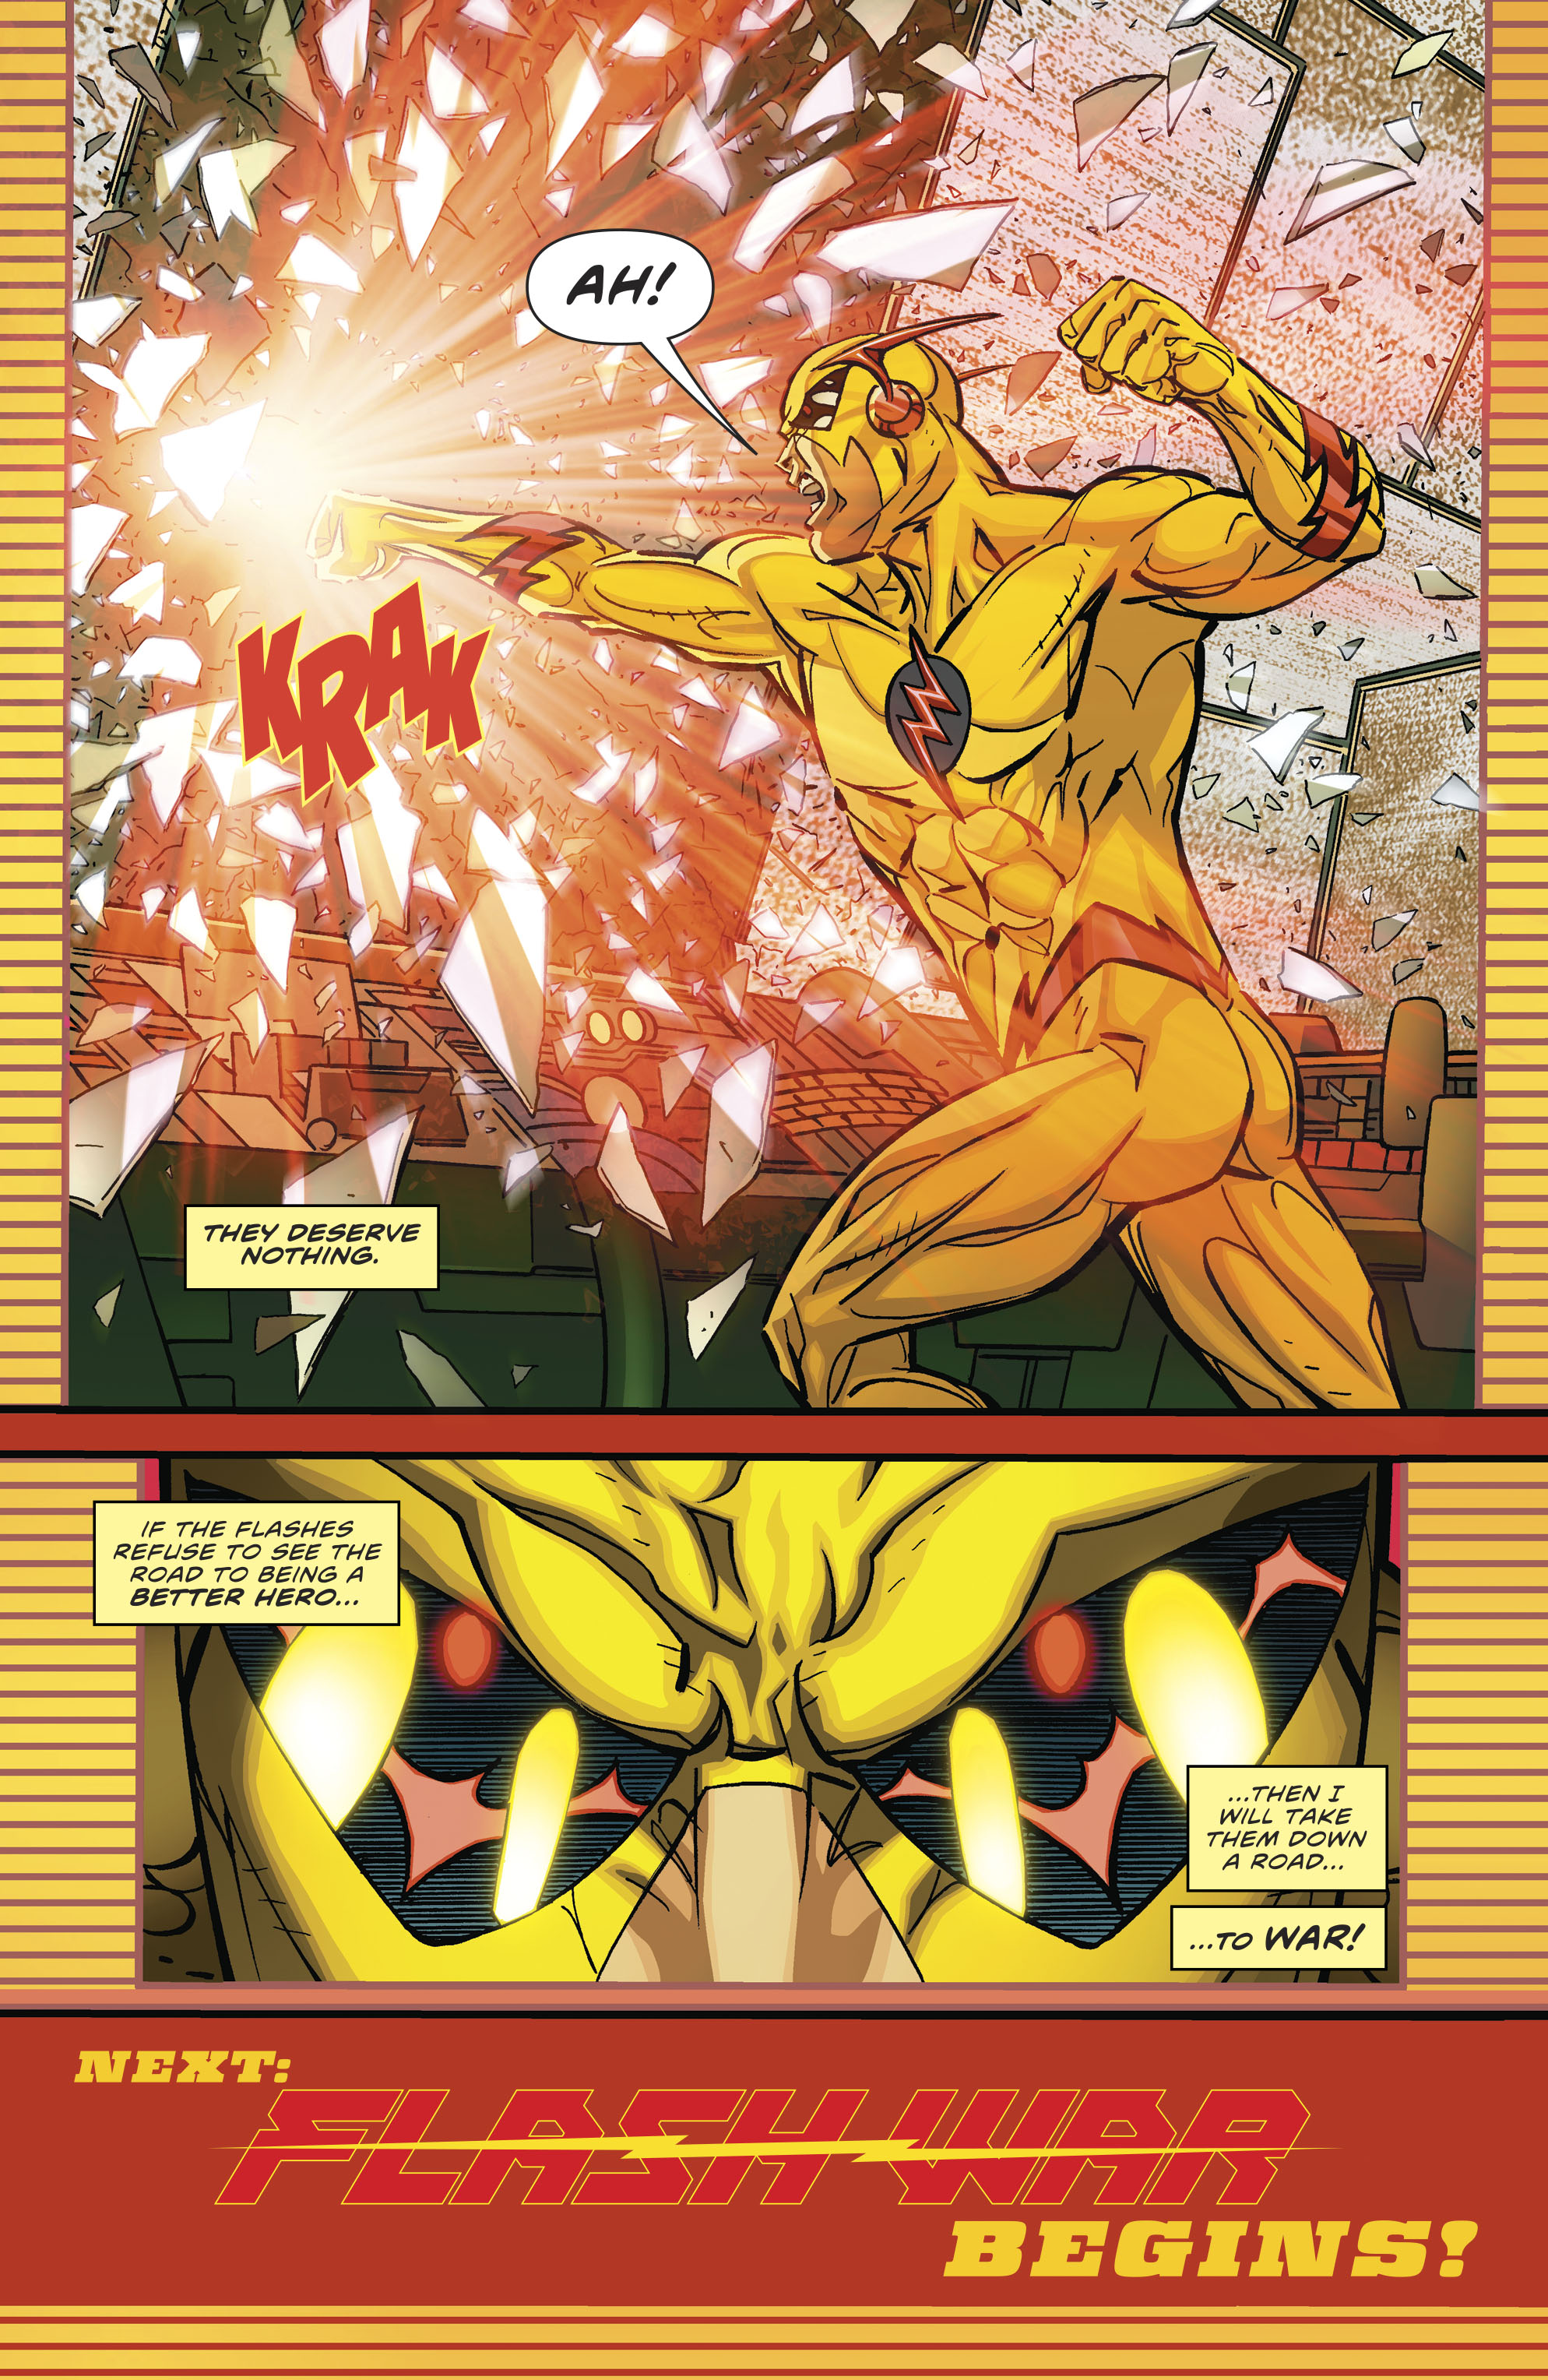 AH!
KRAK
THEY DESERVE
NOTHING.
IF THE FLASHES
REFUSE TO SEE THE
ROAD TO BEING A
BETTER HERO...
...THEN I
WILL TAKE
THEM DOWN
A ROAD...
...TO WAR!
NEXT:
FLASH WAR
BEGINS!